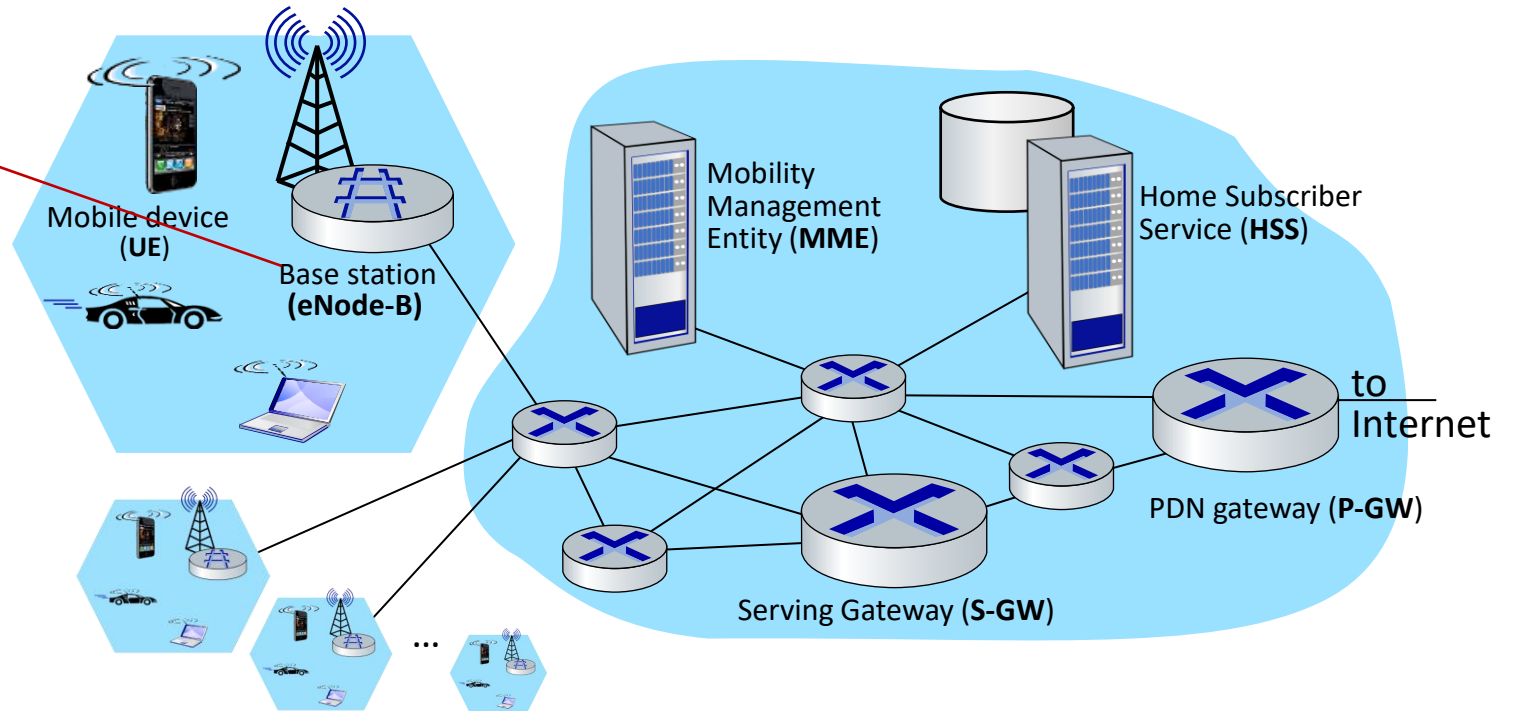 Mobile device
(UE)
Base station
(eNode-B)
Mobility
Management
Entity (MME)
Home Subscriber
Service (HSS)
to
Internet
PDN gateway (P-GW)
Serving Gateway (S-GW)
...